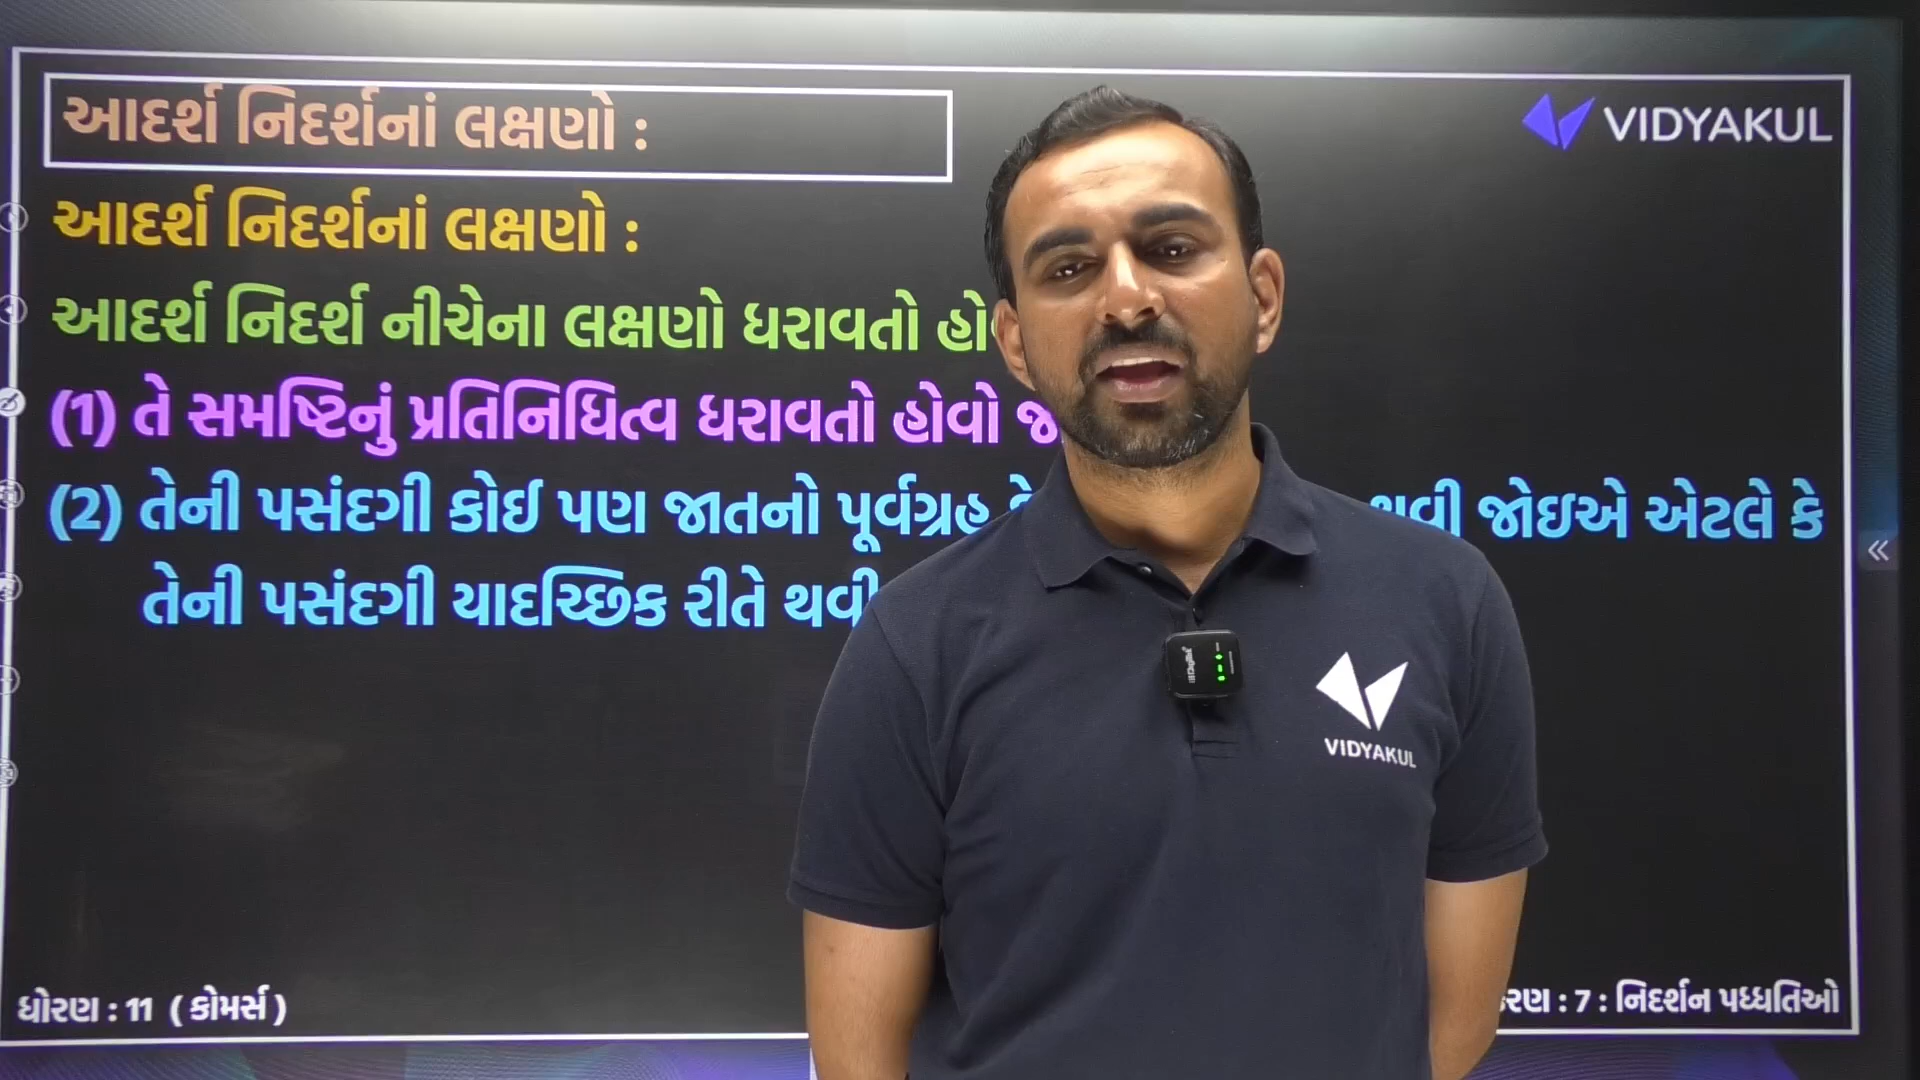 આદર્શ નિદર્શનાં લક્ષણો :
VIDYAKUL
આદર્શ નિદર્શનાં લક્ષણો :
આદર્શ નિદર્શ નીચેના લક્ષણો ધરાવતો
(1) તે સમષ્ટિનું પ્રતિનિધિત્વ ધરાવતો હોવો
(2) તેની પસંદગી કોઈ પણ જાતનો પૂર્વગ્રહ થવી જોઇએ એટલે કે
તેની પસંદગી યાદચ્છિક રીતે થવી
VIDYAKUL
ધોરણ : 11 ( કોમર્સ )
: 7 : નિદર્શન પધ્ધતિઓ